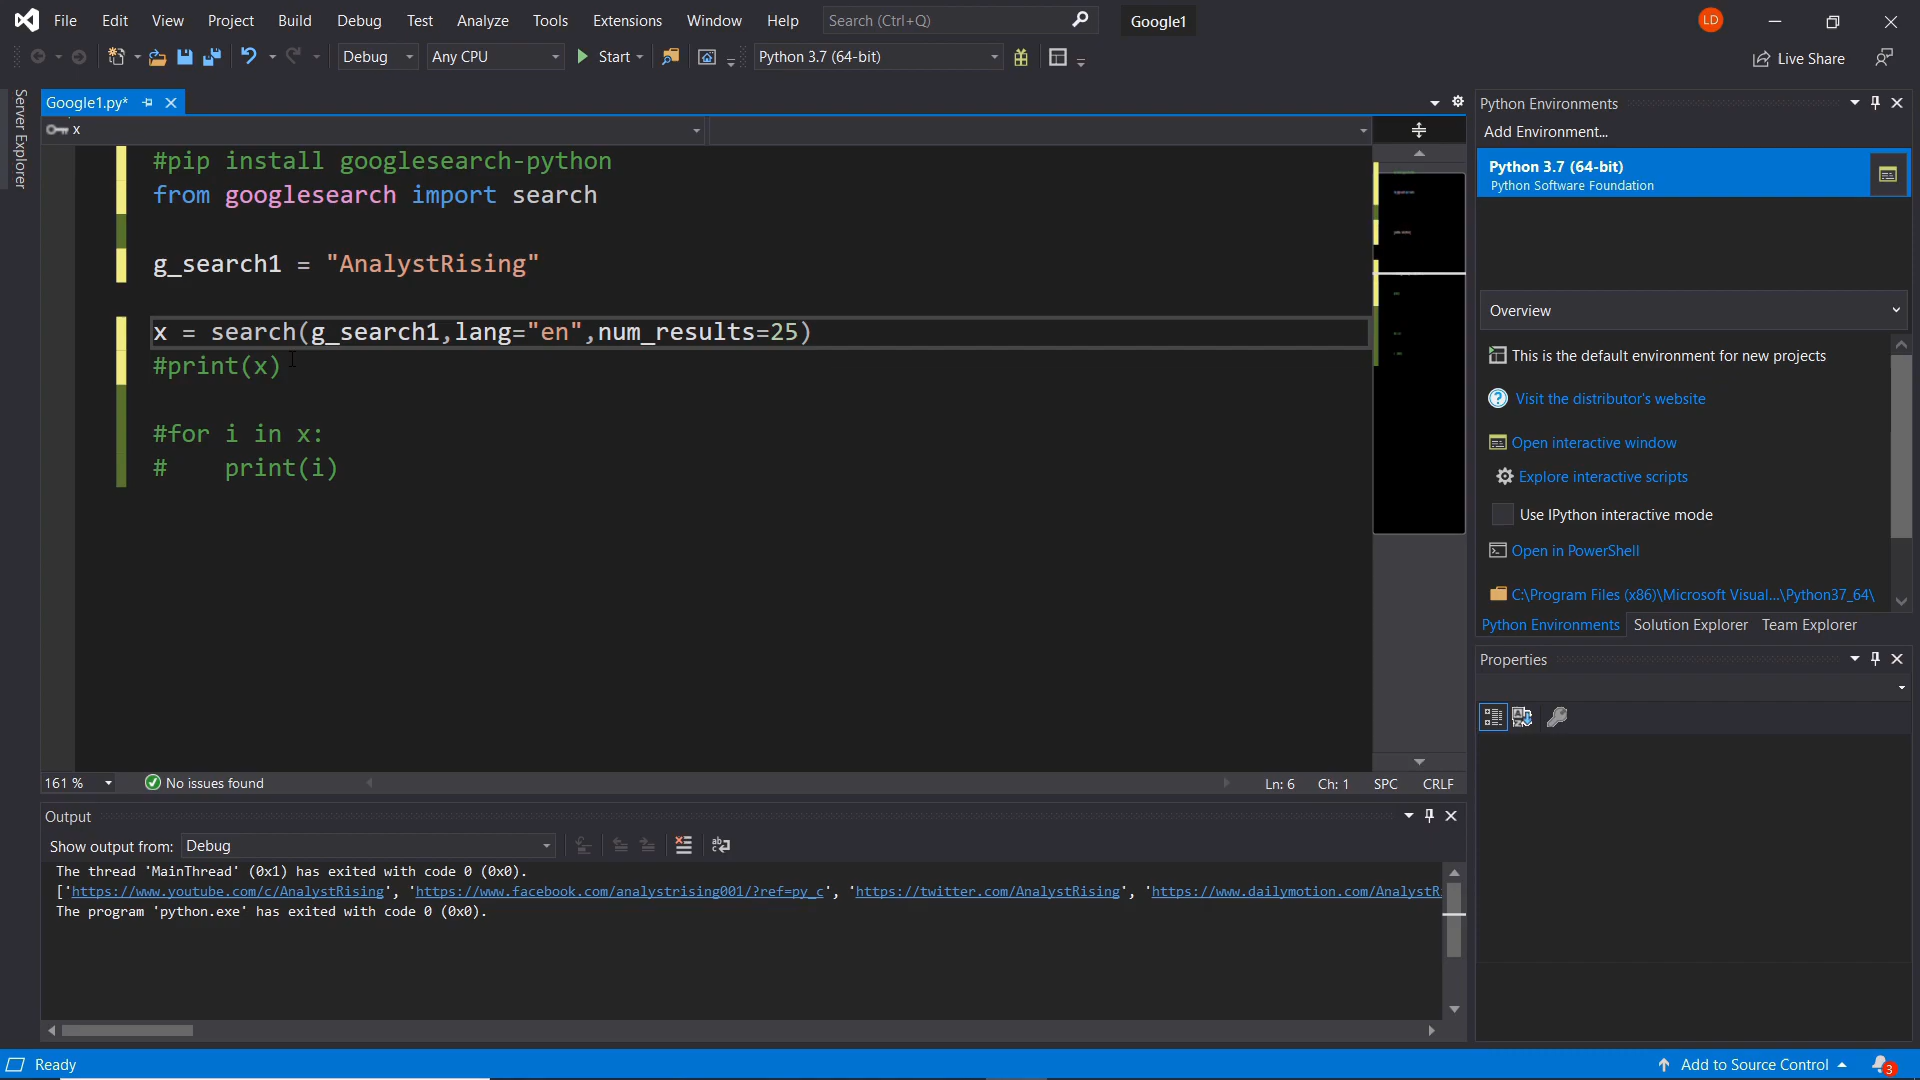 File Edit View Project Build Debug Test Analyze Tools Extensions Window Help Search (Ctrl+Q) Google1 LD
Debug Any CPU Start Python 3.7 (64-bit) Live Share
Server Explorer
Google1.py*
x
#pip install googlesearch-python
from googlesearch import search
g_search1 = "AnalystRising"
x = search(g_search1,lang="en",num_results=25)
#print(x)
#for i in x:
#    print(i)
161 % No issues found Ln: 6 Ch: 1 SPC CRLF
Output
Show output from: Debug
The thread 'MainThread' (0x1) has exited with code 0 (0x0).
['https://www.youtube.com/c/AnalystRising', 'https://www.facebook.com/analystrising001/?ref=py_c', 'https://twitter.com/AnalystRising', 'https://www.dailymotion.com/AnalystR
The program 'python.exe' has exited with code 0 (0x0).
Python Environments
Add Environment...
Python 3.7 (64-bit)
Python Software Foundation
Overview
This is the default environment for new projects
Visit the distributor's website
Open interactive window
Explore interactive scripts
Use IPython interactive mode
Open in PowerShell
C:\Program Files (x86)\Microsoft Visual...\Python37_64\
Python Environments Solution Explorer Team Explorer
Properties
Ready Add to Source Control 3